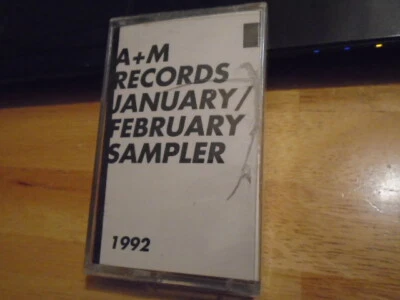 A+M
RECORDS
JANUARY/
FEBRUARY
SAMPLER
1992